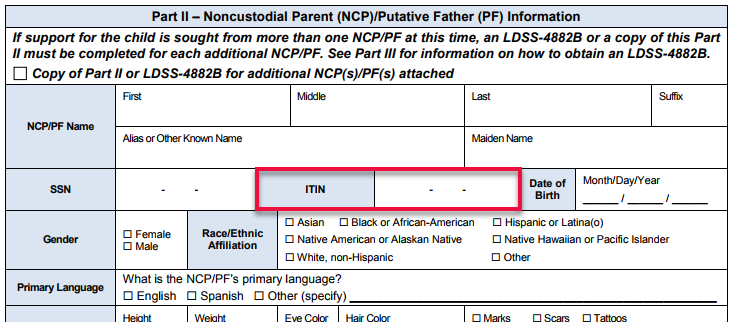 Part II – Noncustodial Parent (NCP)/Putative Father (PF) Information
If support for the child is sought from more than one NCP/PF at this time, an LDSS-4882B or a copy of this Part
II must be completed for each additional NCP/PF. See Part III for information on how to obtain an LDSS-4882B.
☐ Copy of Part II or LDSS-4882B for additional NCP(s)/PF(s) attached
NCP/PF Name
First Middle Last Suffix
Alias or Other Known Name Maiden Name
SSN - - ITIN - - Date of Birth Month/Day/Year
______ / ______ / ______
Gender ☐ Female ☐ Male
Race/Ethnic Affiliation
☐ Asian ☐ Black or African-American ☐ Hispanic or Latina(o)
☐ Native American or Alaskan Native ☐ Native Hawaiian or Pacific Islander
☐ White, non-Hispanic ☐ Other
Primary Language What is the NCP/PF's primary language?
☐ English ☐ Spanish ☐ Other (specify) ______
Height Weight Eye Color Hair Color ☐ Marks ☐ Scars ☐ Tattoos